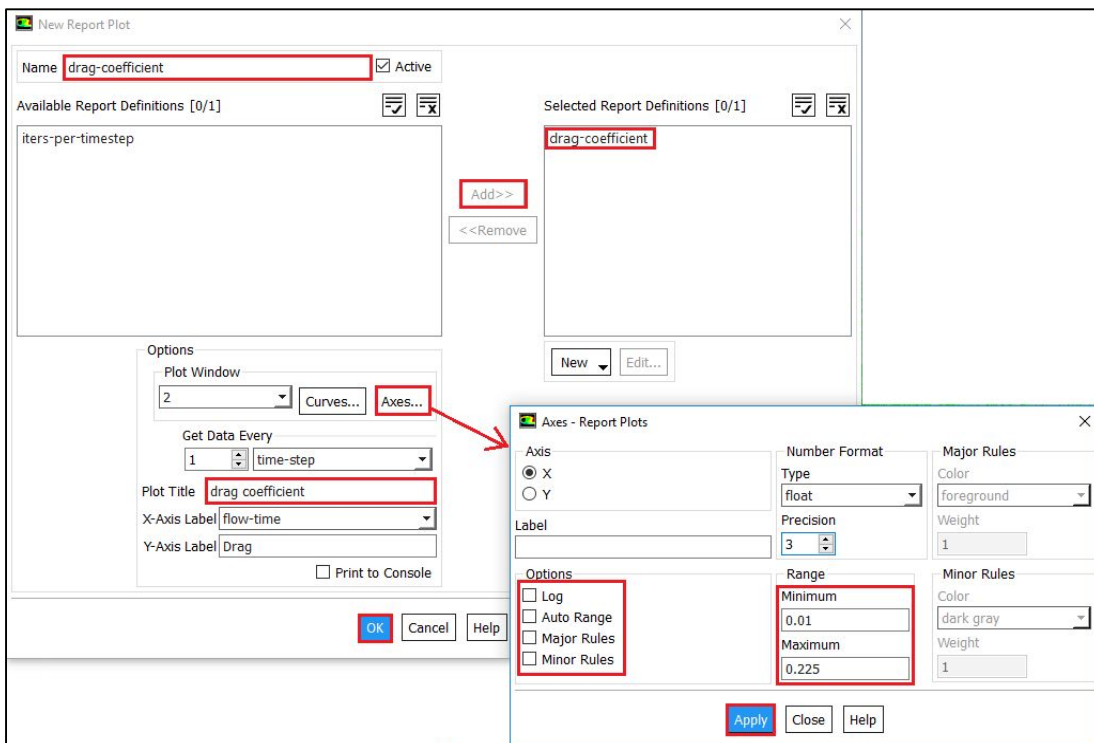 New Report Plot
Name drag-coefficient Active
Available Report Definitions [0/1]
iters-per-timestep
Add>>
<<Remove
Selected Report Definitions [0/1]
drag-coefficient
New Edit...
Options
Plot Window
2 Curves... Axes...
Get Data Every
1 time-step
Plot Title drag coefficient
X-Axis Label flow-time
Y-Axis Label Drag
Print to Console
OK Cancel Help
Axes - Report Plots
Axis
X
Y
Label
Number Format
Type
float
Precision
3
Major Rules
Color
foreground
Weight
1
Options
Log
Auto Range
Major Rules
Minor Rules
Range
Minimum
0.01
Maximum
0.225
Minor Rules
Color
dark gray
Weight
1
Apply Close Help